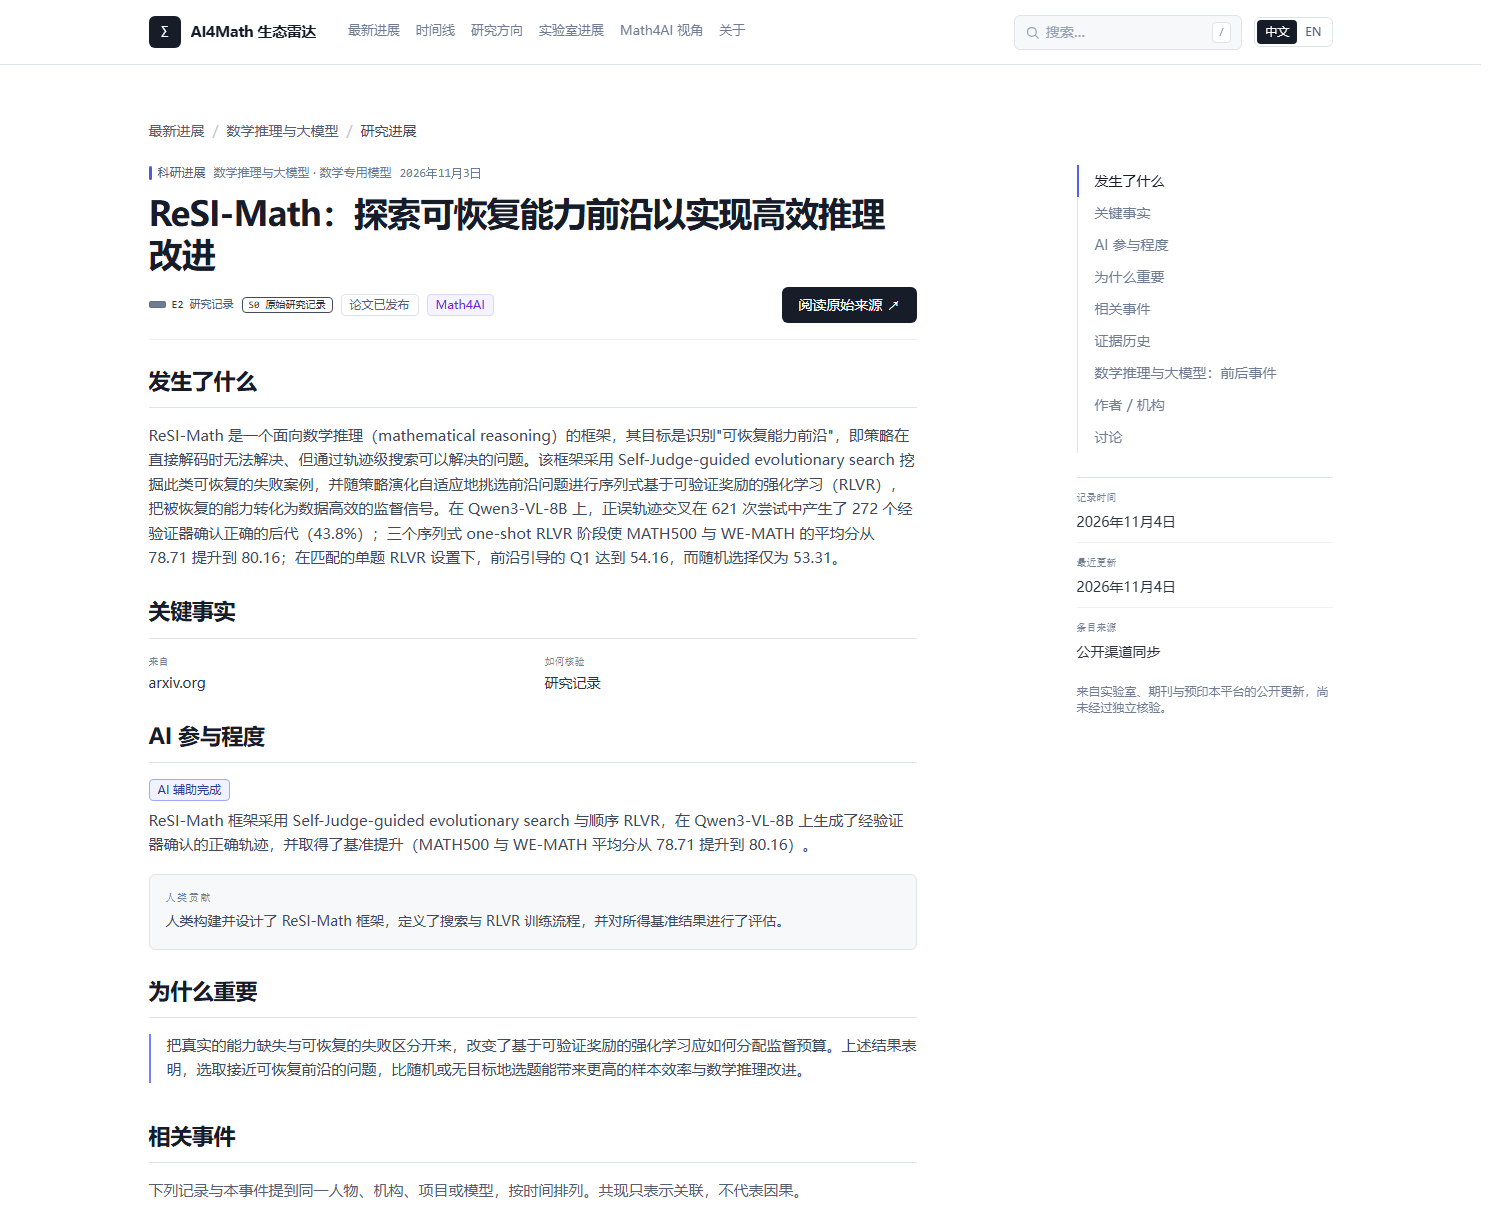 Σ AI4Math 生态雷达 最新进展 时间线 研究方向 实验室进展 Math4AI 视角 关于 搜索... / 中文 EN
最新进展 / 数学推理与大模型 / 研究进展
科研进展 数学推理与大模型 · 数学专用模型 2026年11月3日
ReSI-Math：探索可恢复能力前沿以实现高效推理
改进
E2 研究记录 S0 原始研究记录 论文已发布 Math4AI 阅读原始来源 ↗
发生了什么
ReSI-Math 是一个面向数学推理（mathematical reasoning）的框架，其目标是识别"可恢复能力前沿"，即策略在
直接解码时无法解决、但通过轨迹级搜索可以解决的问题。该框架采用 Self-Judge-guided evolutionary search 挖
掘此类可恢复的失败案例，并随策略演化自适应地挑选前沿问题进行序列式基于可验证奖励的强化学习（RLVR），
把被恢复的能力转化为数据高效的监督信号。在 Qwen3-VL-8B 上，正误轨迹交叉在 621 次尝试中产生了 272 个经
验证器确认正确的后代（43.8%）；三个序列式 one-shot RLVR 阶段使 MATH500 与 WE-MATH 的平均分从
78.71 提升到 80.16；在匹配的单题 RLVR 设置下，前沿引导的 Q1 达到 54.16，而随机选择仅为 53.31。
关键事实
来自
arxiv.org
如何核验
研究记录
AI 参与程度
AI 辅助完成
ReSI-Math 框架采用 Self-Judge-guided evolutionary search 与顺序 RLVR，在 Qwen3-VL-8B 上生成了经验证
器确认的正确轨迹，并取得了基准提升（MATH500 与 WE-MATH 平均分从 78.71 提升到 80.16）。
人类贡献
人类构建并设计了 ReSI-Math 框架，定义了搜索与 RLVR 训练流程，并对所得基准结果进行了评估。
为什么重要
把真实的能力缺失与可恢复的失败区分开来，改变了基于可验证奖励的强化学习应如何分配监督预算。上述结果表
明，选取接近可恢复前沿的问题，比随机或无目标地选题能带来更高的样本效率与数学推理改进。
相关事件
下列记录与本事件提到同一人物、机构、项目或模型，按时间排列。共现只表示关联，不代表因果。
发生了什么
关键事实
AI 参与程度
为什么重要
相关事件
证据历史
数学推理与大模型：前后事件
作者 / 机构
讨论
记录时间
2026年11月4日
最近更新
2026年11月4日
条目来源
公开渠道同步
来自实验室、期刊与预印本平台的公开更新，尚
未经过独立核验。